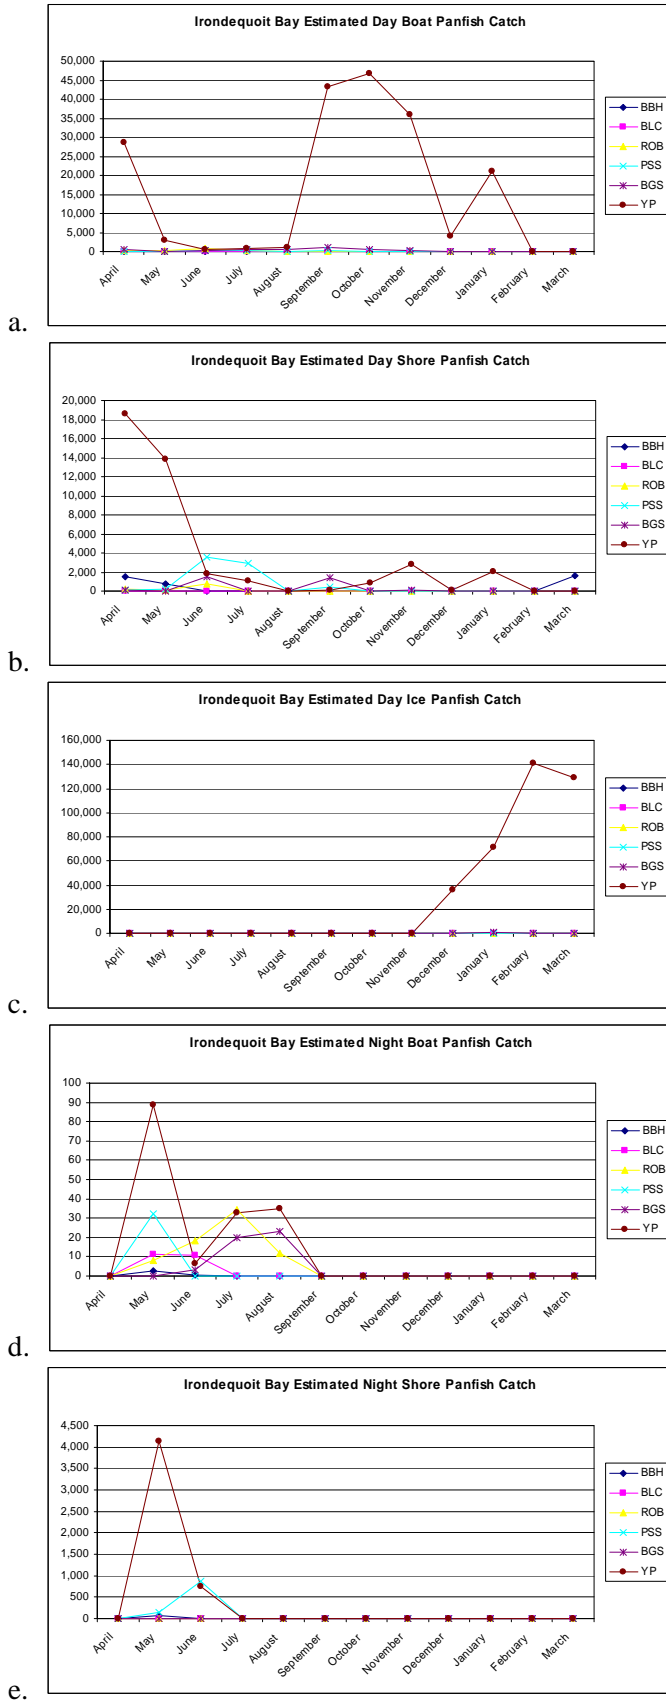 Irondequoit Bay Estimated Day Boat Panfish Catch
50,000
45,000
40,000
35,000
30,000
25,000
20,000
15,000
10,000
5,000
0
April
May
June
July
August
September
October
November
December
January
February
March
BBH
BLC
ROB
PSS
BGS
YP
a.
Irondequoit Bay Estimated Day Shore Panfish Catch
20,000
18,000
16,000
14,000
12,000
10,000
8,000
6,000
4,000
2,000
0
April
May
June
July
August
September
October
November
December
January
February
March
BBH
BLC
ROB
PSS
BGS
YP
b.
Irondequoit Bay Estimated Day Ice Panfish Catch
160,000
140,000
120,000
100,000
80,000
60,000
40,000
20,000
0
April
May
June
July
August
September
October
November
December
January
February
March
BBH
BLC
ROB
PSS
BGS
YP
c.
Irondequoit Bay Estimated Night Boat Panfish Catch
100
90
80
70
60
50
40
30
20
10
0
April
May
June
July
August
September
October
November
December
January
February
March
BBH
BLC
ROB
PSS
BGS
YP
d.
Irondequoit Bay Estimated Night Shore Panfish Catch
4,500
4,000
3,500
3,000
2,500
2,000
1,500
1,000
500
0
April
May
June
July
August
September
October
November
December
January
February
March
BBH
BLC
ROB
PSS
BGS
YP
e.